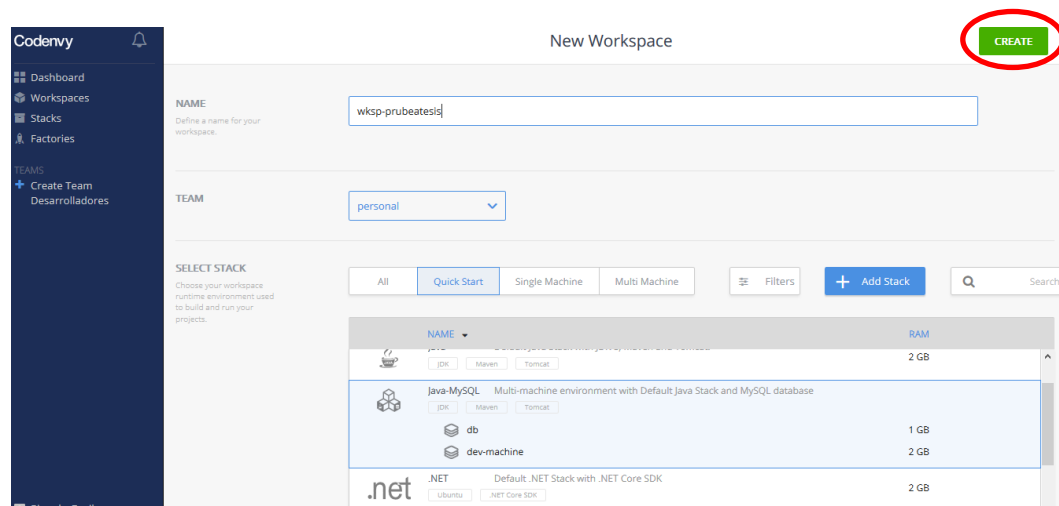 Codenvy
New Workspace
CREATE
Dashboard
Workspaces
Stacks
Factories
TEAMS
Create Team
Desarrolladores
NAME
Define a name for your
workspace.
wksp-prubeatesis
TEAM
personal
SELECT STACK
Choose your workspace
runtime environment used
to build and run your
projects.
All Quick Start Single Machine Multi Machine Filters Add Stack Search
NAME RAM
2 GB
JDK Maven Tomcat
Java-MySQL Multi-machine environment with Default Java Stack and MySQL database
JDK Maven Tomcat
db 1 GB
dev-machine 2 GB
.net .NET Default .NET Stack with .NET Core SDK 2 GB
Ubuntu .NET Core SDK